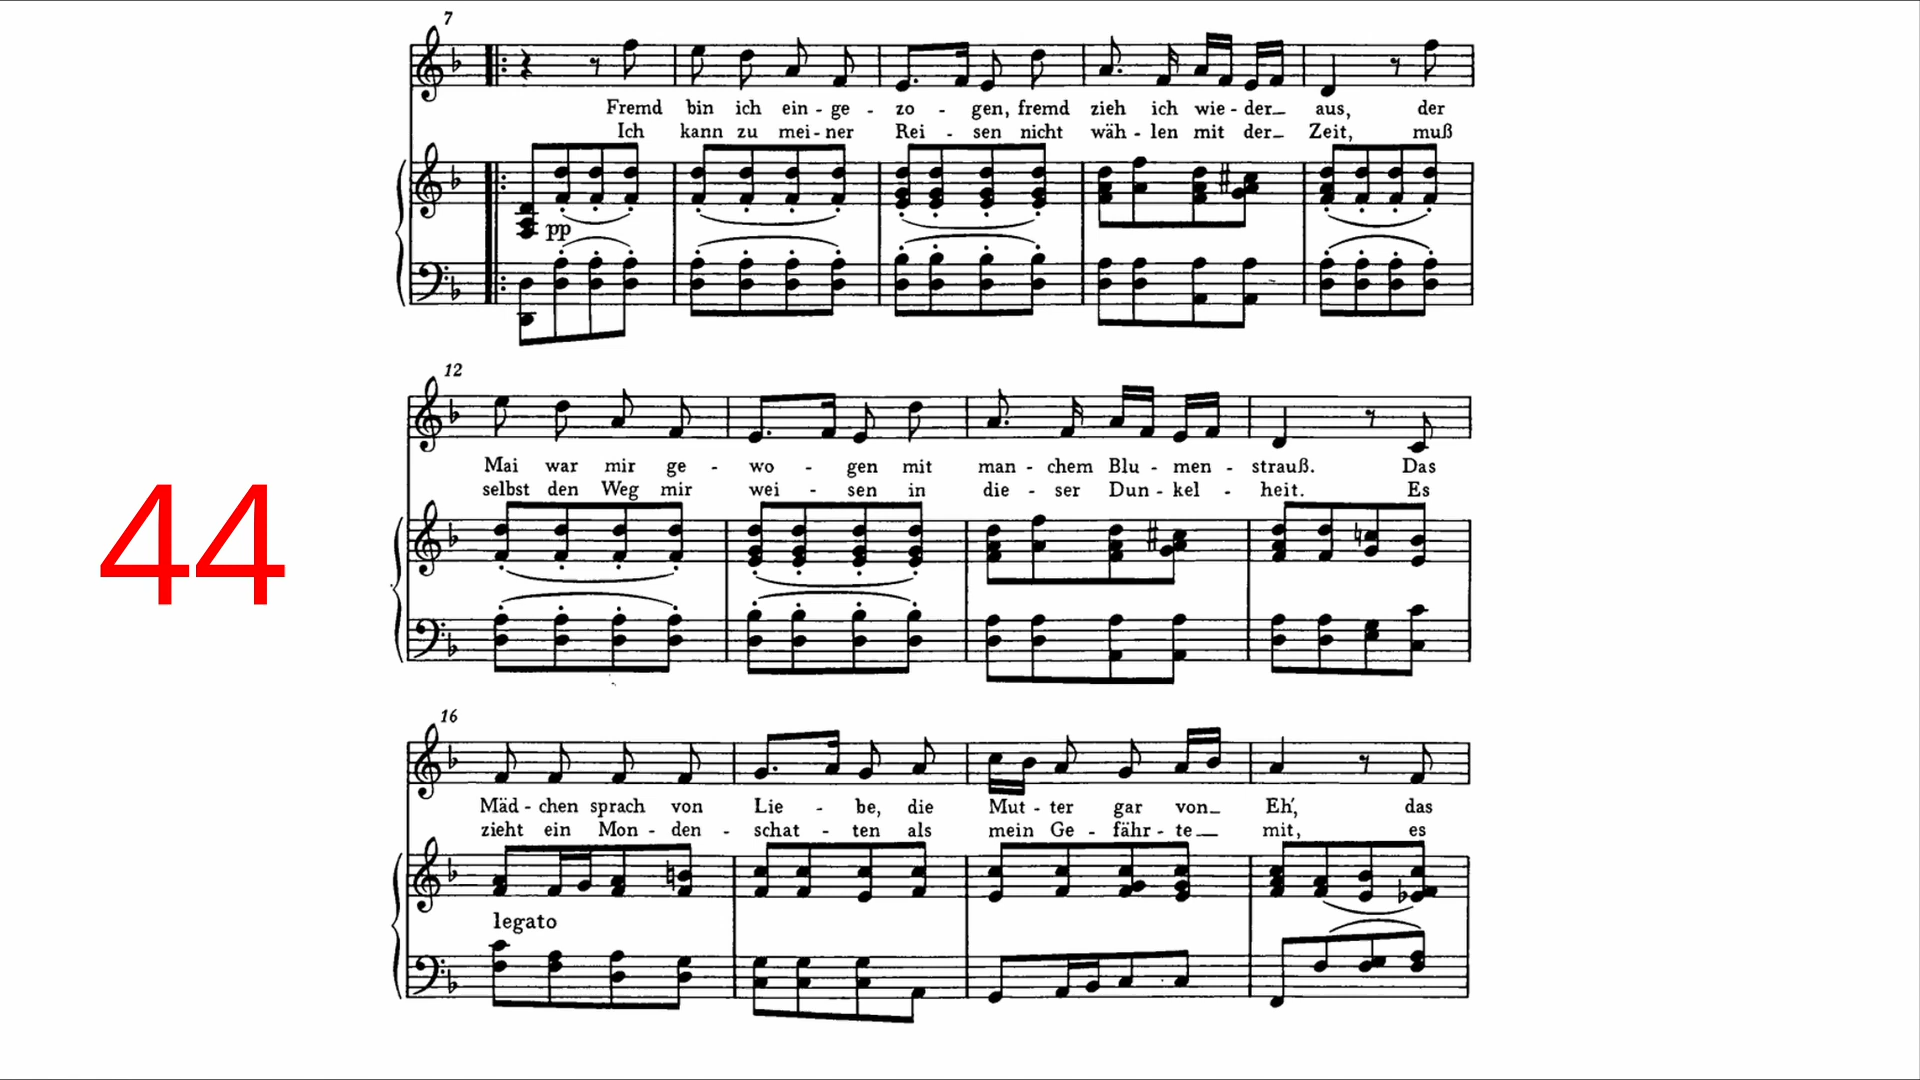 7
Fremd bin ich ein - ge - zo - gen, fremd zieh ich wie - der_ aus, der
Ich kann zu mei - ner Rei - sen nicht wäh - len mit der_ Zeit, muß
pp
12
Mai war mir ge - wo - gen mit man - chem Blu - men - strauß. Das
selbst den Weg mir wei - sen in die - ser Dun - kel - heit. Es
44
16
Mäd - chen sprach von Lie - be, die Mut - ter gar von_ Eh', das
zieht ein Mon - den - schat - ten als mein Ge - fähr - te_ mit, es
legato